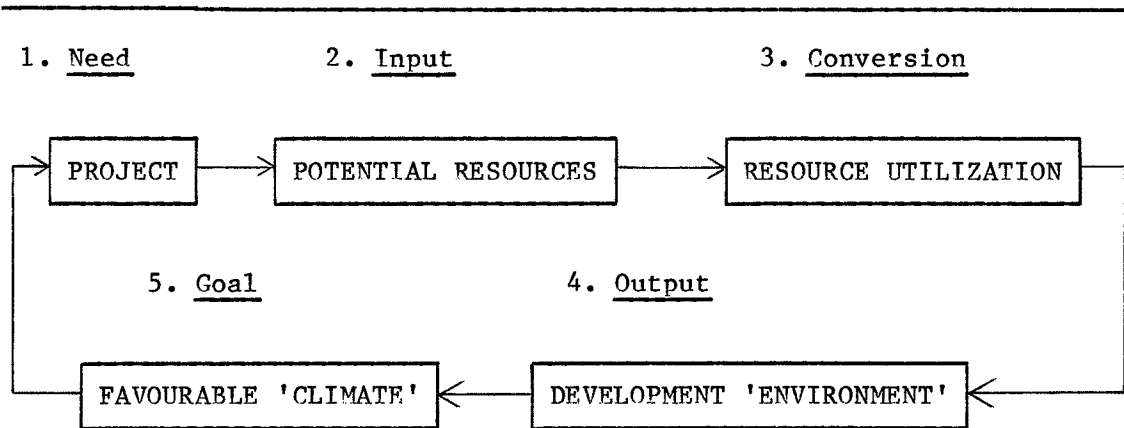 1. Need 2. Input 3. Conversion
PROJECT POTENTIAL RESOURCES RESOURCE UTILIZATION
5. Goal 4. Output
FAVOURABLE 'CLIMATE' DEVELOPMENT 'ENVIRONMENT'